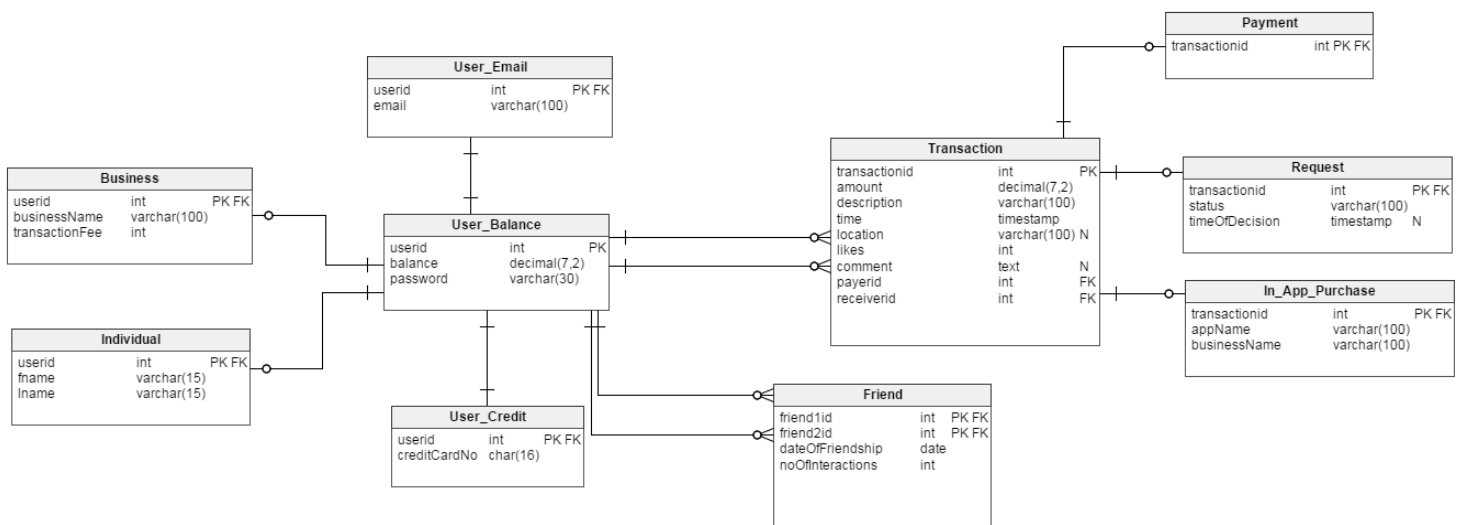 Payment
transactionid int PK FK
User_Email
userid int PK FK
email varchar(100)
Transaction
transactionid int PK
amount decimal(7,2)
description varchar(100)
time timestamp
location varchar(100) N
likes int
comment text N
payerid int FK
receiverid int FK
Request
transactionid int PK FK
status varchar(100)
timeOfDecision timestamp N
Business
userid int PK FK
businessName varchar(100)
transactionFee int
User_Balance
userid int PK
balance decimal(7,2)
password varchar(30)
In_App_Purchase
transactionid int PK FK
appName varchar(100)
businessName varchar(100)
Individual
userid int PK FK
fname varchar(15)
lname varchar(15)
User_Credit
userid int PK FK
creditCardNo char(16)
Friend
friend1id int PK FK
friend2id int PK FK
dateOfFriendship date
noOfInteractions int